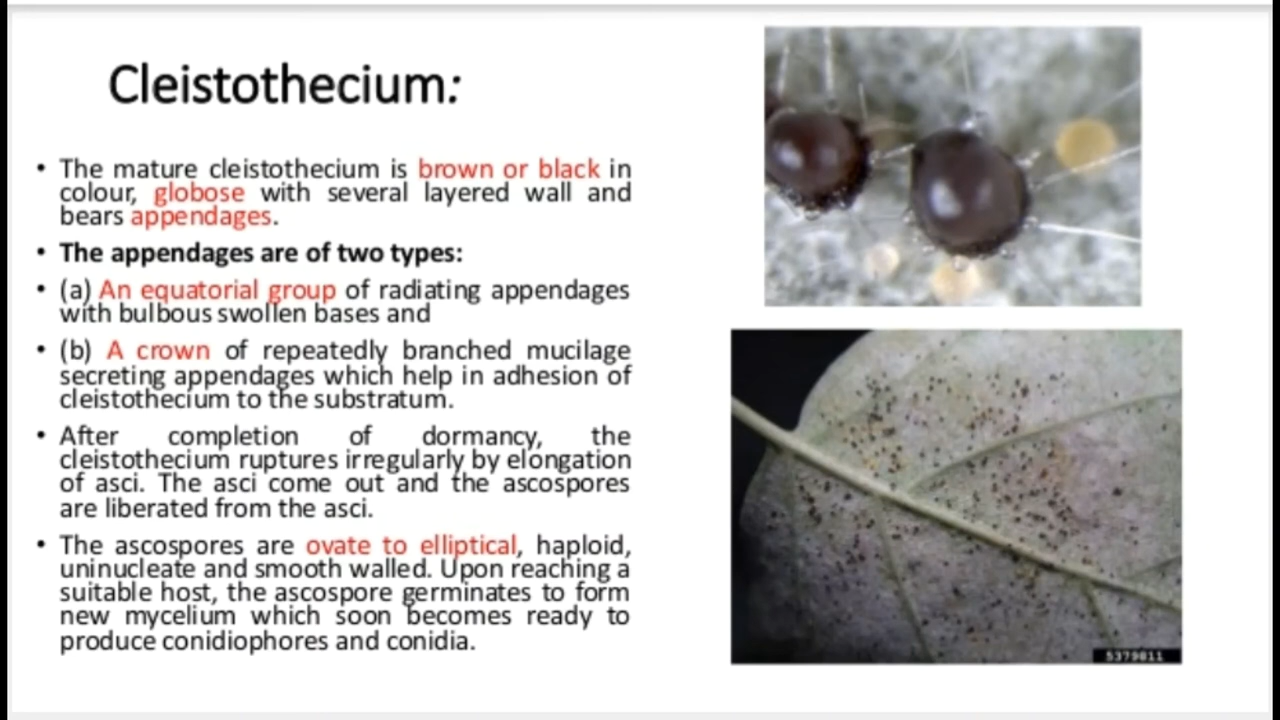 Cleistothecium:
• The mature cleistothecium is brown or black in
colour, globose with several layered wall and
bears appendages.
• The appendages are of two types:
• (a) An equatorial group of radiating appendages
with bulbous swollen bases and
• (b) A crown of repeatedly branched mucilage
secreting appendages which help in adhesion of
cleistothecium to the substratum.
• After completion of dormancy, the
cleistothecium ruptures irregularly by elongation
of asci. The asci come out and the ascospores
are liberated from the asci.
• The ascospores are ovate to elliptical, haploid,
uninucleate and smooth walled. Upon reaching a
suitable host, the ascospore germinates to form
new mycelium which soon becomes ready to
produce conidiophores and conidia.
5379011